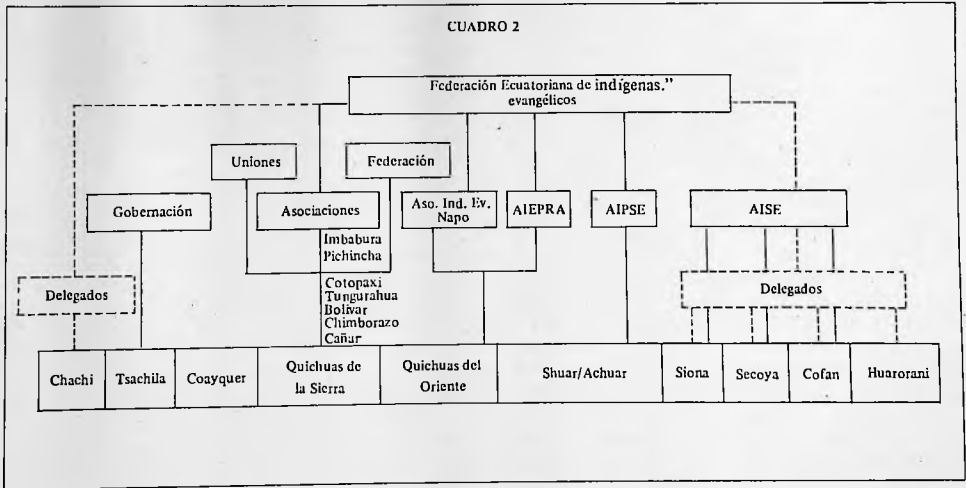 CUADRO 2
Federación Ecuatoriana de indígenas."
evangélicos
Uniones
Federación
Gobernación
Asociaciones
Aso. Ind. Ev.
Napo
AIEPRA
AIPSE
AISE
Imbabura
Pichincha
Delegados
Cotopaxi
Tungurahua
Bolívar
Chimborazo
Cañar
Delegados
Chachi
Tsachila
Coayquer
Quichuas de
la Sierra
Quichuas del
Oriente
Shuar/Achuar
Siona
Secoya
Cofan
Huarorani